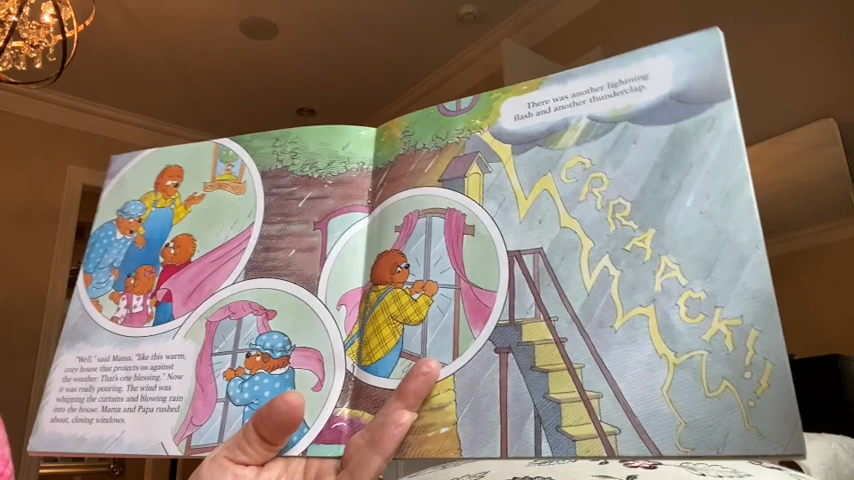 "Well," said Mama, "like this warm,
cozy house that protects us against
the weather. That's one blessing." Now
it was really pouring. The wind was
whipping the curtains and blowing rain
into the house. Mama and Papa rushed
about, closing windows.
There was another lightning
flash and another thunderclap.
CRRRAAACK!!